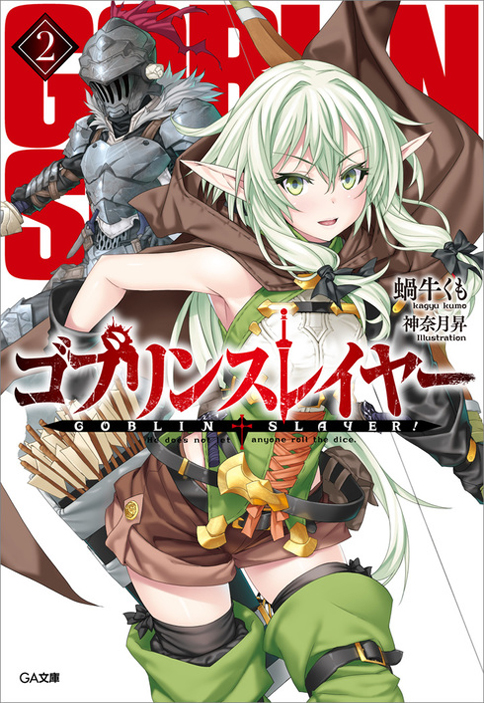 GOBLIN
S
2
蝸牛くも
kagyu kumo
神奈月昇
Illustration
ゴブリンスレイヤー
GOBLIN SLAYER!
He does not let anyone roll the dice.
GA文庫